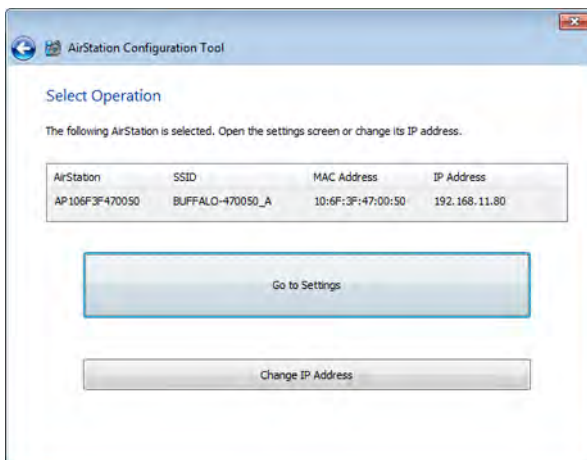 AirStation Configuration Tool
Select Operation
The following AirStation is selected. Open the settings screen or change its IP address.
AirStation SSID MAC Address IP Address
AP106F3F470050 BUFFALO-470050_A 10:6F:3F:47:00:50 192.168.11.80
Go to Settings
Change IP Address